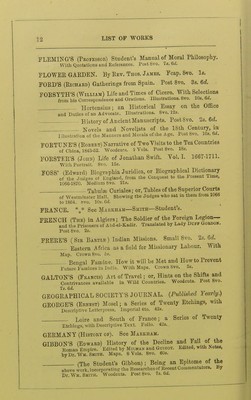 12 LIST OF WORKS
FLEMING'S (Professor) Student's Manual of Moral Philosophy.
With Quotations and References. Post 8vo. 7s. 6d.
FLOWER GARDEN. By Rev. Thos. James. Fcap. 8vo. 1s.
FORD'S (Richard) Gatherings from Spain. Post 8vo. 3s. 6d.
FORSYTH'S (William) Life and Times of Cicero. With Selections
from his Correspondence and Orations. Illustrations. 8vo. 10s. 6d.
Hortensius; an Historical Essay on the Office
and Duties of an Advocate. Illustrations. 8vo. 12s.
History of Ancient Manuscripts. Post 8vo. 2s. 6d.
Novels and Novelists of the 18th Century, in
Illustration of the Manners and Morals of the Age. Post 8vo. 10s. 6d.
FORTUNE'S (Robert) Narrative of Two Visits to the Tea Countries
of China, 1843-52. Woodcuts. 2 Vols. Post 8vo. 18s.
FORSTER'S (John) Life of Jonathan Swift. Vol. I. 1667-1711.
With Portrait. 8vo. 15s.
FOSS' (Edward) Biographia Juridica, or Biographical Dictionary
of the Judges of England, from the Conquest to the Present Time,
1066-1870. Medium 8vo. 21s.
Tabulæ Curiales; or, Tables of the Superior Courts
of Westminster Hall. Showing the Judges who sat in them from 1066
to 1864. 8vo. 10s. 6d.
FRANCE. *** See Markham—Smith—Student's.
FRENCH (The) in Algiers; The Soldier of the Foreign Legion—
and the Prisoners of Abd-el-Kadir. Translated by Lady Duff Gordon.
Post 8vo. 2s.
FRERE'S (Sir Bartle) Indian Missions. Small 8vo. 2s. 6d.
Eastern Africa as a field for Missionary Labour. With
Map. Crown 8vo. 5s.
Bengal Famine. How it will be Met and How to Prevent
Future Famines in India. With Maps. Crown 8vo. 5s.
GALTON'S (Francis) Art of Travel; or, Hints on the Shifts and
Contrivances available in Wild Countries. Woodcuts. Post 8vo.
7s. 6d.
GEOGRAPHICAL SOCIETY'S JOURNAL. (Published Yearly.)
GEORGE'S (Ernest) Mosel; a Series of Twenty Etchings, with
Descriptive Letterpress. Imperial 4to. 42s.
Loire and South of France; a Series of Twenty
Etchings, with Descriptive Text. Folio. 42s.
GERMANY (History of). See Markham.
GIBBON'S (Edward) History of the Decline and Fall of the
Roman Empire. Edited by Milman and Guizot. Edited, with Notes,
by Dr. Wm. Smith. Maps. 8 Vols. 8vo. 60s.
(The Student's Gibbon); Being an Epitome of the
above work, incorporating the Researches of Recent Commentators. By
Dr. Wm. Smith. Woodcuts. Post 8vo. 7s. 6d.